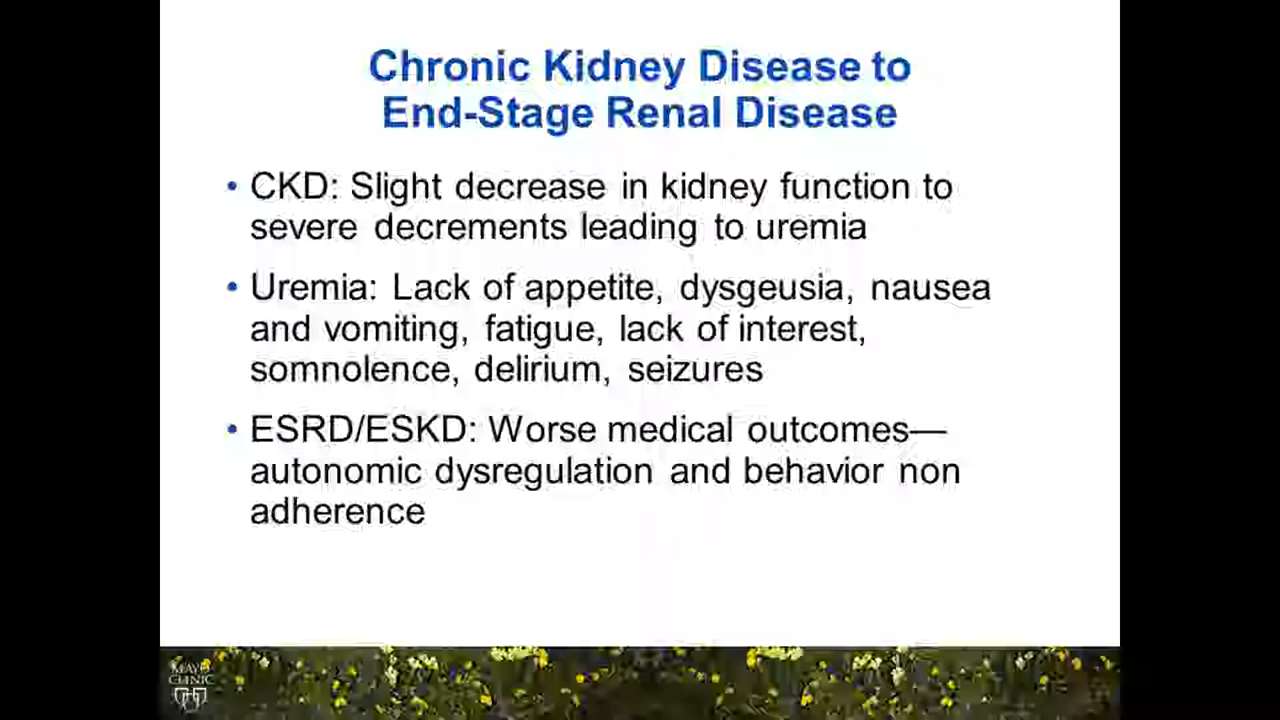 Chronic Kidney Disease to
End-Stage Renal Disease
• CKD: Slight decrease in kidney function to
severe decrements leading to uremia
• Uremia: Lack of appetite, dysgeusia, nausea
and vomiting, fatigue, lack of interest,
somnolence, delirium, seizures
• ESRD/ESKD: Worse medical outcomes—
autonomic dysregulation and behavior non
adherence
MAYO
CLINIC